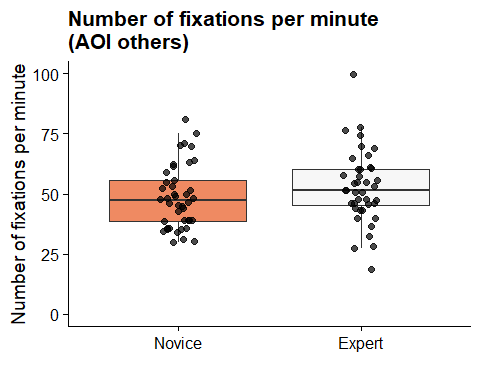 Number of fixations per minute
(AOI others)
Number of fixations per minute
100
75
50
25
0
Novice
Expert